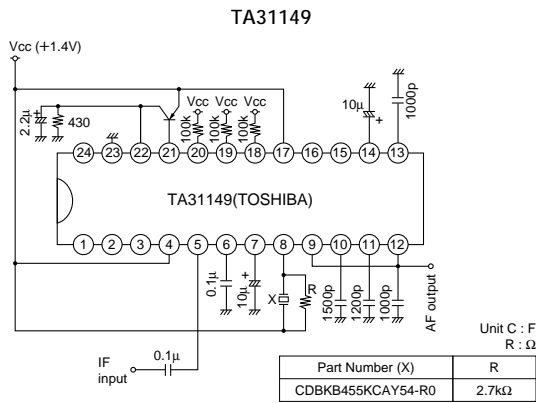 TA31149
Vcc (+1.4V)
2.2μ
+
430
Vcc
Vcc
Vcc
100k
100k
100k
10μ
+
1000p
24
23
22
21
20
19
18
17
16
15
14
13
TA31149(TOSHIBA)
1
2
3
4
5
6
7
8
9
10
11
12
0.1μ
10μ
+
X
R
1500p
1200p
1000p
AF output
IF
input
0.1μ
Unit C : F
R : Ω
Part Number (X) R
CDBKB455KCAY54-R0 2.7kΩ